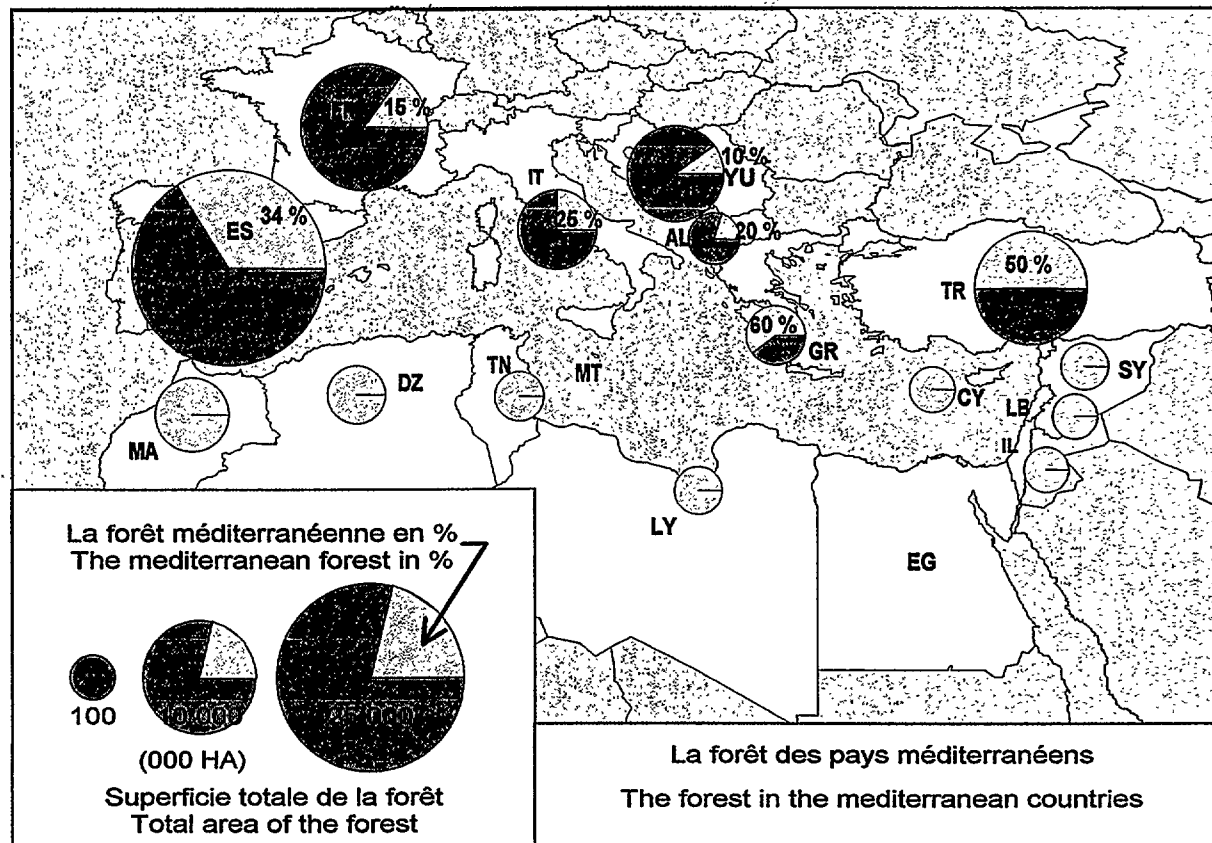 15 %
ES
34 %
IT
25 %
10 %
YU
AL
20 %
60 %
GR
50 %
TR
SY
CY
LB
IL
MA
DZ
TN
MT
LY
EG
La forêt méditerranéenne en %
The mediterranean forest in %
100
10 000
(000 HA)
Superficie totale de la forêt
Total area of the forest
La forêt des pays méditerranéens
The forest in the mediterranean countries